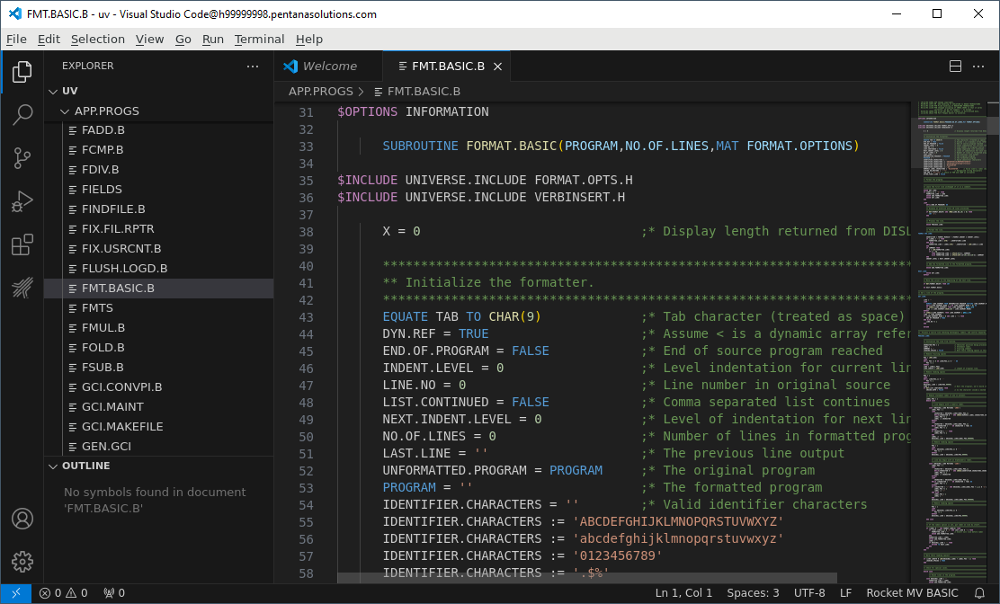 FMT.BASIC.B - uv - Visual Studio Code@h99999998.pentanasolutions.com
File Edit Selection View Go Run Terminal Help
EXPLORER
UV
APP.PROGS
FADD.B
FCMP.B
FDIV.B
FIELDS
FINDFILE.B
FIX.FIL.RPTR
FIX.USRCNT.B
FLUSH.LOGD.B
FMT.BASIC.B
FMTS
FMUL.B
FOLD.B
FSUB.B
GCI.CONVPI.B
GCI.MAINT
GCI.MAKEFILE
GEN.GCI
OUTLINE
No symbols found in document
'FMT.BASIC.B'
Welcome FMT.BASIC.B
APP.PROGS > FMT.BASIC.B
31 $OPTIONS INFORMATION
32
33 SUBROUTINE FORMAT.BASIC(PROGRAM,NO.OF.LINES,MAT FORMAT.OPTIONS)
34
35 $INCLUDE UNIVERSE.INCLUDE FORMAT.OPTS.H
36 $INCLUDE UNIVERSE.INCLUDE VERBINSERT.H
37
38 X = 0 ;* Display length returned from DISL
39
40 **********************************************************************
41 ** Initialize the formatter.
42 **********************************************************************
43 EQUATE TAB TO CHAR(9) ;* Tab character (treated as space)
44 DYN.REF = TRUE ;* Assume < is a dynamic array refer
45 END.OF.PROGRAM = FALSE ;* End of source program reached
46 INDENT.LEVEL = 0 ;* Level indentation for current lin
47 LINE.NO = 0 ;* Line number in original source
48 LIST.CONTINUED = FALSE ;* Comma separated list continues
49 NEXT.INDENT.LEVEL = 0 ;* Level of indentation for next lin
50 NO.OF.LINES = 0 ;* Number of lines in formatted prog
51 LAST.LINE = '' ;* The previous line output
52 UNFORMATTED.PROGRAM = PROGRAM ;* The original program
53 PROGRAM = '' ;* The formatted program
54 IDENTIFIER.CHARACTERS = '' ;* Valid identifier characters
55 IDENTIFIER.CHARACTERS := 'ABCDEFGHIJKLMNOPQRSTUVWXYZ'
56 IDENTIFIER.CHARACTERS := 'abcdefghijklmnopqrstuvwxyz'
57 IDENTIFIER.CHARACTERS := '0123456789'
58 IDENTIFIER.CHARACTERS := '.$%'
0 0 0 Ln 1, Col 1 Spaces: 3 UTF-8 LF Rocket MV BASIC